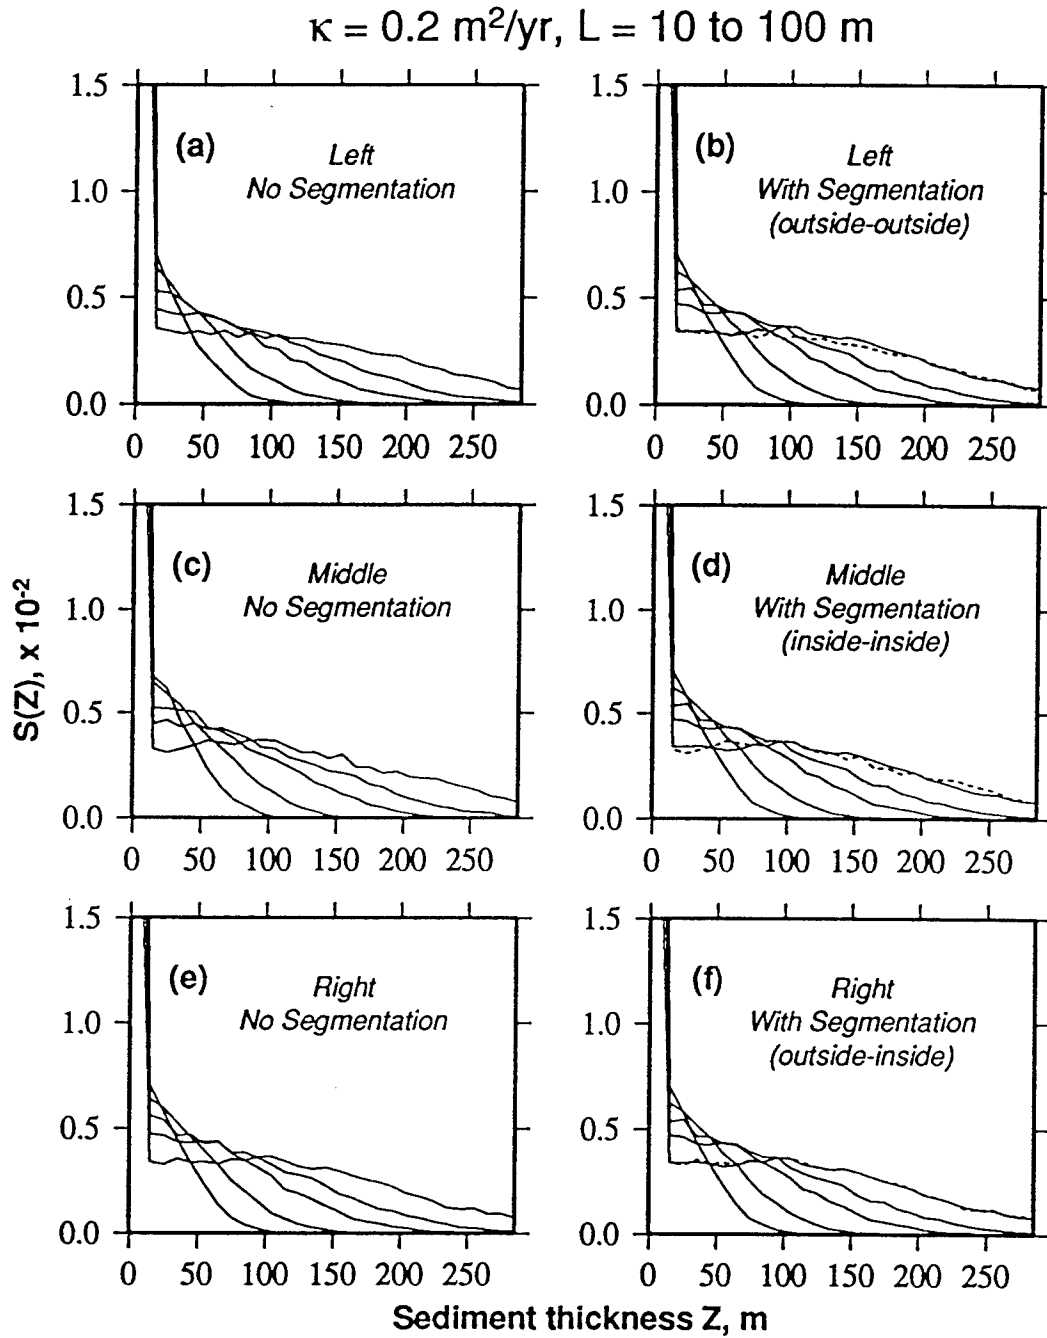 κ = 0.2 m²/yr, L = 10 to 100 m
1.5
1.0
0.5
0.0
(a)
Left
No Segmentation
0 50 100 150 200 250
1.5
1.0
0.5
0.0
(b)
Left
With Segmentation
(outside-outside)
0 50 100 150 200 250
S(Z), x 10⁻²
1.5
1.0
0.5
0.0
(c)
Middle
No Segmentation
0 50 100 150 200 250
1.5
1.0
0.5
0.0
(d)
Middle
With Segmentation
(inside-inside)
0 50 100 150 200 250
1.5
1.0
0.5
0.0
(e)
Right
No Segmentation
0 50 100 150 200 250
1.5
1.0
0.5
0.0
(f)
Right
With Segmentation
(outside-inside)
0 50 100 150 200 250
Sediment thickness Z, m